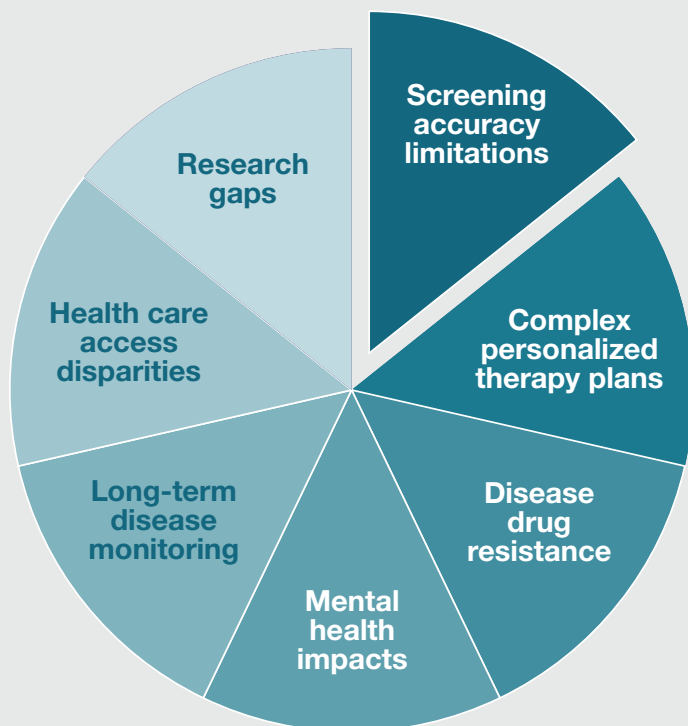 Screening
accuracy
limitations
Complex
personalized
therapy plans
Disease
drug
resistance
Mental
health
impacts
Long-term
disease
monitoring
Health care
access
disparities
Research
gaps